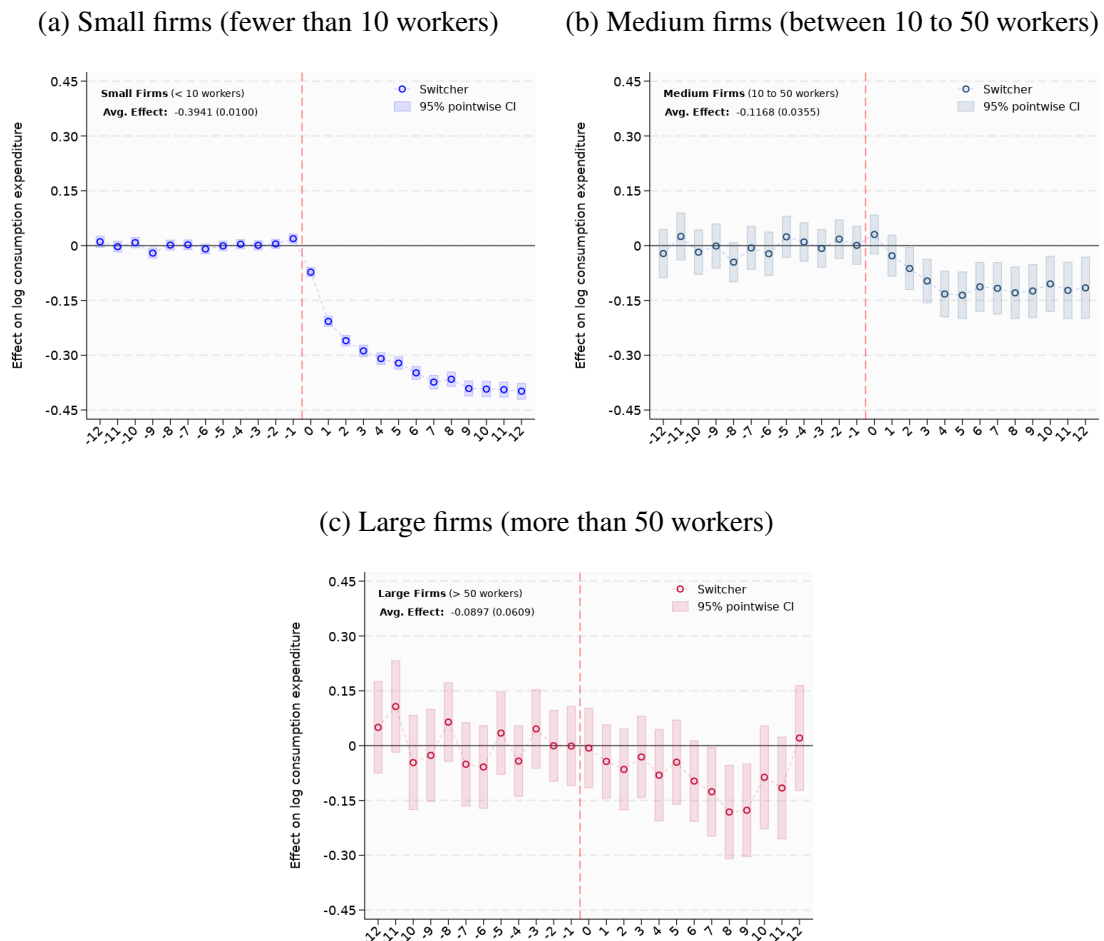 (a) Small firms (fewer than 10 workers)
Effect on log consumption expenditure
0.45
0.30
0.15
0
-0.15
-0.30
-0.45
Small Firms (< 10 workers)
Avg. Effect: -0.3941 (0.0100)
Switcher
95% pointwise CI
-12 -11 -10 -9 -8 -7 -6 -5 -4 -3 -2 -1 0 1 2 3 4 5 6 7 8 9 10 11 12
(b) Medium firms (between 10 to 50 workers)
Effect on log consumption expenditure
0.45
0.30
0.15
0
-0.15
-0.30
-0.45
Medium Firms (10 to 50 workers)
Avg. Effect: -0.1168 (0.0355)
Switcher
95% pointwise CI
-12 -11 -10 -9 -8 -7 -6 -5 -4 -3 -2 -1 0 1 2 3 4 5 6 7 8 9 10 11 12
(c) Large firms (more than 50 workers)
Effect on log consumption expenditure
0.45
0.30
0.15
0
-0.15
-0.30
-0.45
Large Firms (> 50 workers)
Avg. Effect: -0.0897 (0.0609)
Switcher
95% pointwise CI
-12 -11 -10 -9 -8 -7 -6 -5 -4 -3 -2 -1 0 1 2 3 4 5 6 7 8 9 10 11 12